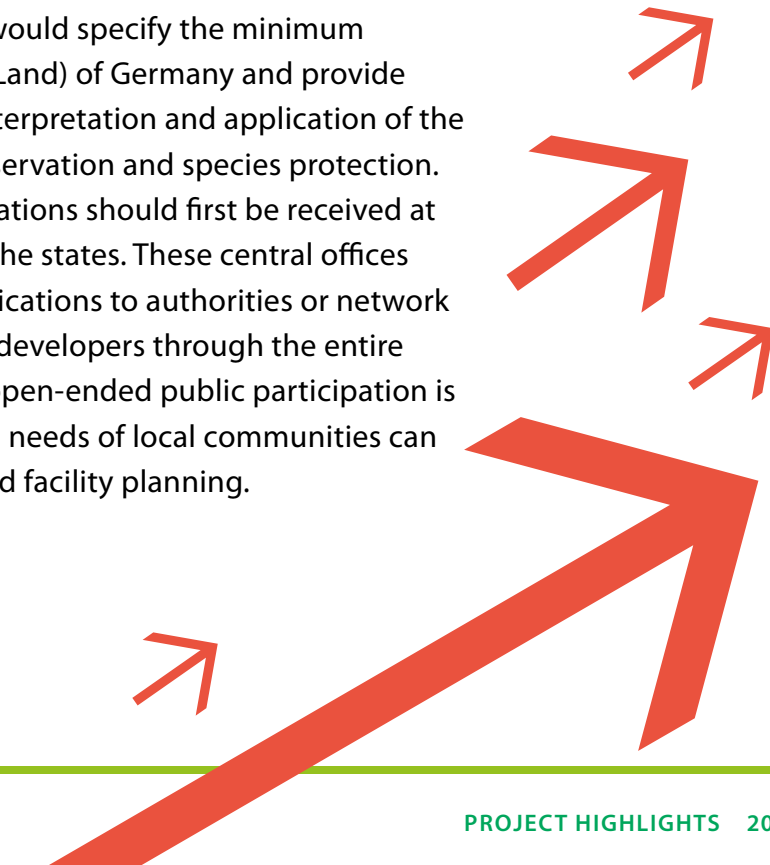 would specify the minimum
Land) of Germany and provide
terpretation and application of the
servation and species protection.
ations should first be received at
he states. These central offices
ications to authorities or network
developers through the entire
open-ended public participation is
needs of local communities can
d facility planning.
PROJECT HIGHLIGHTS 20